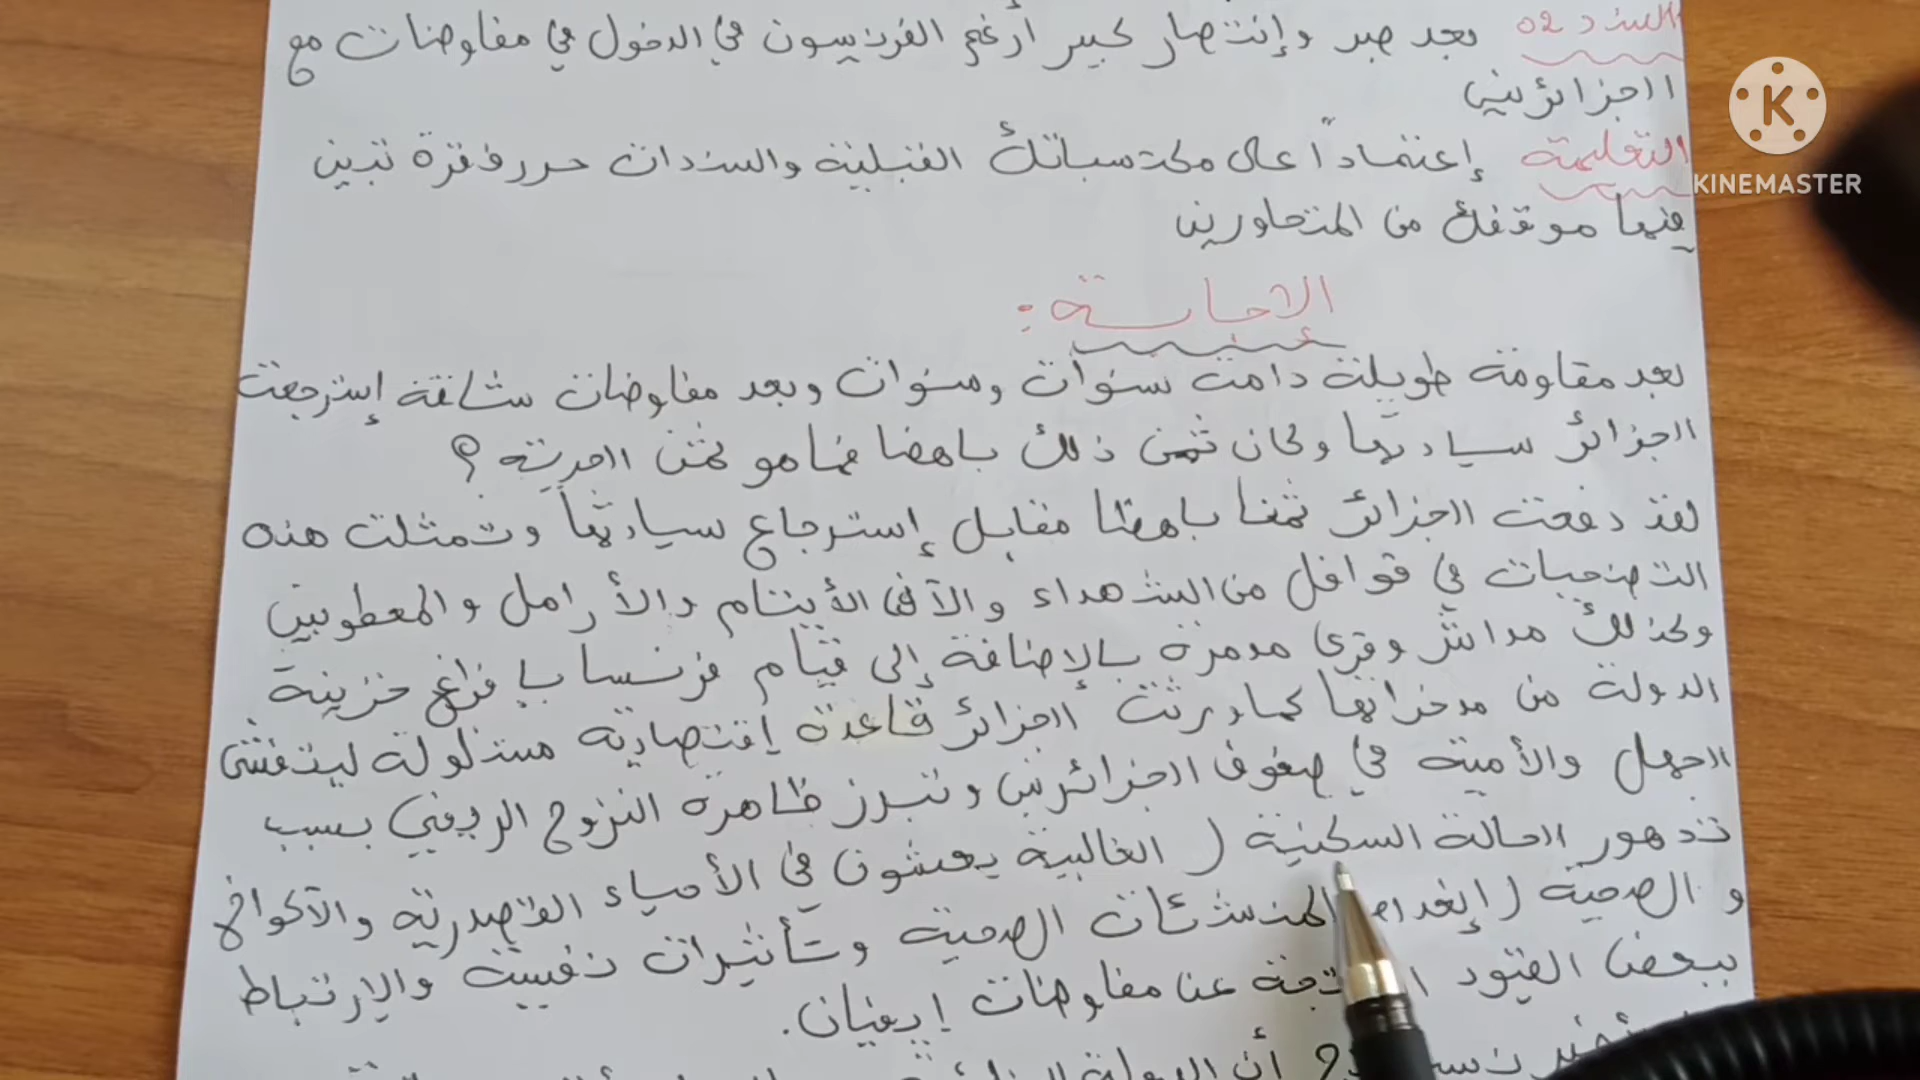 السند 02 بعد صبر وإنتصار كبير أرغم الفرنسيون في الدخول في مفاوضات مع
الجزائريين
التعليمة إعتماداً على مكتسباتك القبلية والسندات حرر فقرة تبين
فيها موقفك من المتحاورين
الإجابة:
بعد مقاومة طويلة دامت سنوات وسنوات وبعد مفاوضات شاقة إسترجعت
الجزائر سيادتها وكان ثمن ذلك باهضا فما هو ثمن الحرية ؟
لقد دفعت الجزائر ثمنا باهضا مقابل إسترجاع سيادتها وتمثلت هذه
التضحيات في قوافل من الشهداء والآف الأيتام والأرامل والمعطوبين
وكذلك مداشر وقرى مدمرة بالإضافة إلى قيام فرنسا بإفراغ خزينة
الدولة من مدخراتها كما ورثت الجزائر قاعدة إقتصادية مستذلولة ليتفشى
الجهل والأمية في صفوف الجزائريين وتبرز ظاهرة النزوح الريفي بسبب
تدهور الحالة السكنية ( الغالبية يعيشون في الأحياء القصديرية والأكواخ
و الصحية ( إنعدام المنشئات الصحية وتأثيرات نفسية والإرتباط
ببعض القيود عن مفاوضات إيفيان.
أن الدولة
KINEMASTER